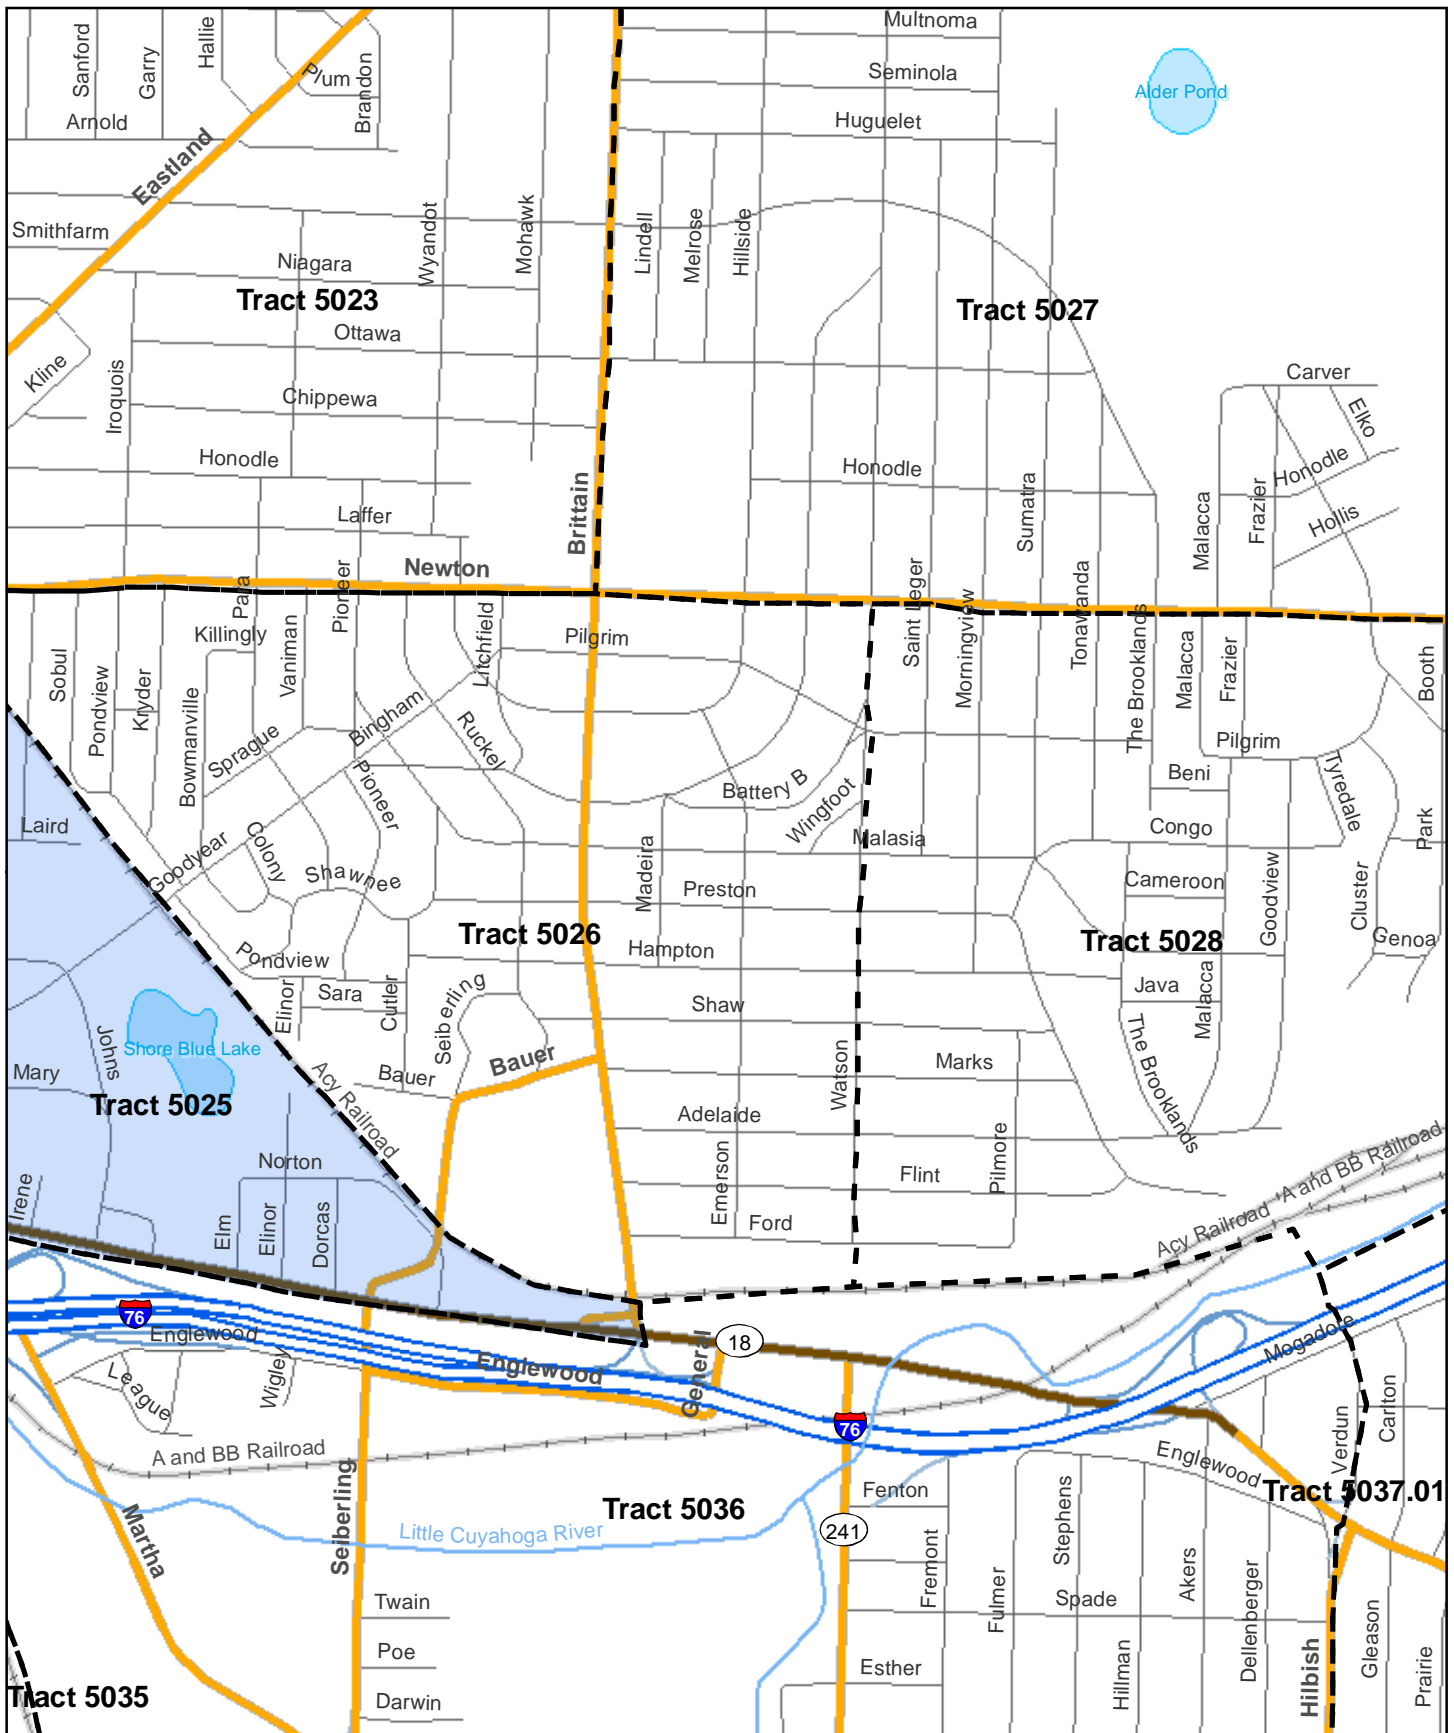 Multnoma
Sanford
Garry
Hallie
Plum
Brandon
Seminola
Alder Pond
Arnold
Huguelet
Eastland
Smithfarm
Wyandot
Mohawk
Lindell
Melrose
Hillside
Niagara
Tract 5023
Tract 5027
Ottawa
Kline
Iroquois
Chippewa
Carver
Elko
Honodle
Honodle
Honodle
Laffer
Brittain
Sumatra
Malacca
Frazier
Hollis
Newton
Para
Pioneer
Killingly
Vaniman
Litchfield
Pilgrim
Saint Leger
Morningview
Tonawanda
The Brooklands
Malacca
Frazier
Booth
Sobul
Pondview
Kryder
Bowmanville
Sprague
Bingham
Ruckel
Pilgrim
Pioneer
Battery B
Wingfoot
Beni
Tyredale
Laird
Goodyear
Colony
Malasia
Congo
Park
Shawnee
Madeira
Preston
Cameroon
Goodview
Cluster
Tract 5026
Hampton
Tract 5028
Genoa
Pondview
Elinor
Sara
Cutler
Seiberling
Shaw
Java
Malacca
Johns
Shore Blue Lake
Bauer
Watson
Marks
The Brooklands
Mary
Acy Railroad
Bauer
Tract 5025
Adelaide
A and BB Railroad
Norton
Emerson
Flint
Pilmore
Irene
Elm
Elinor
Dorcas
Ford
Acy Railroad
76
Englewood
18
Mogadore
League
Wigley
Englewood
General
Carlton
76
Verdun
A and BB Railroad
Englewood
Seiberling
Fenton
Stephens
Tract 5037.01
Tract 5036
Martha
Little Cuyahoga River
241
Fremont
Fulmer
Akers
Dellenberger
Twain
Spade
Gleason
Poe
Esther
Hillman
Hilbish
Prairie
Tract 5035
Darwin